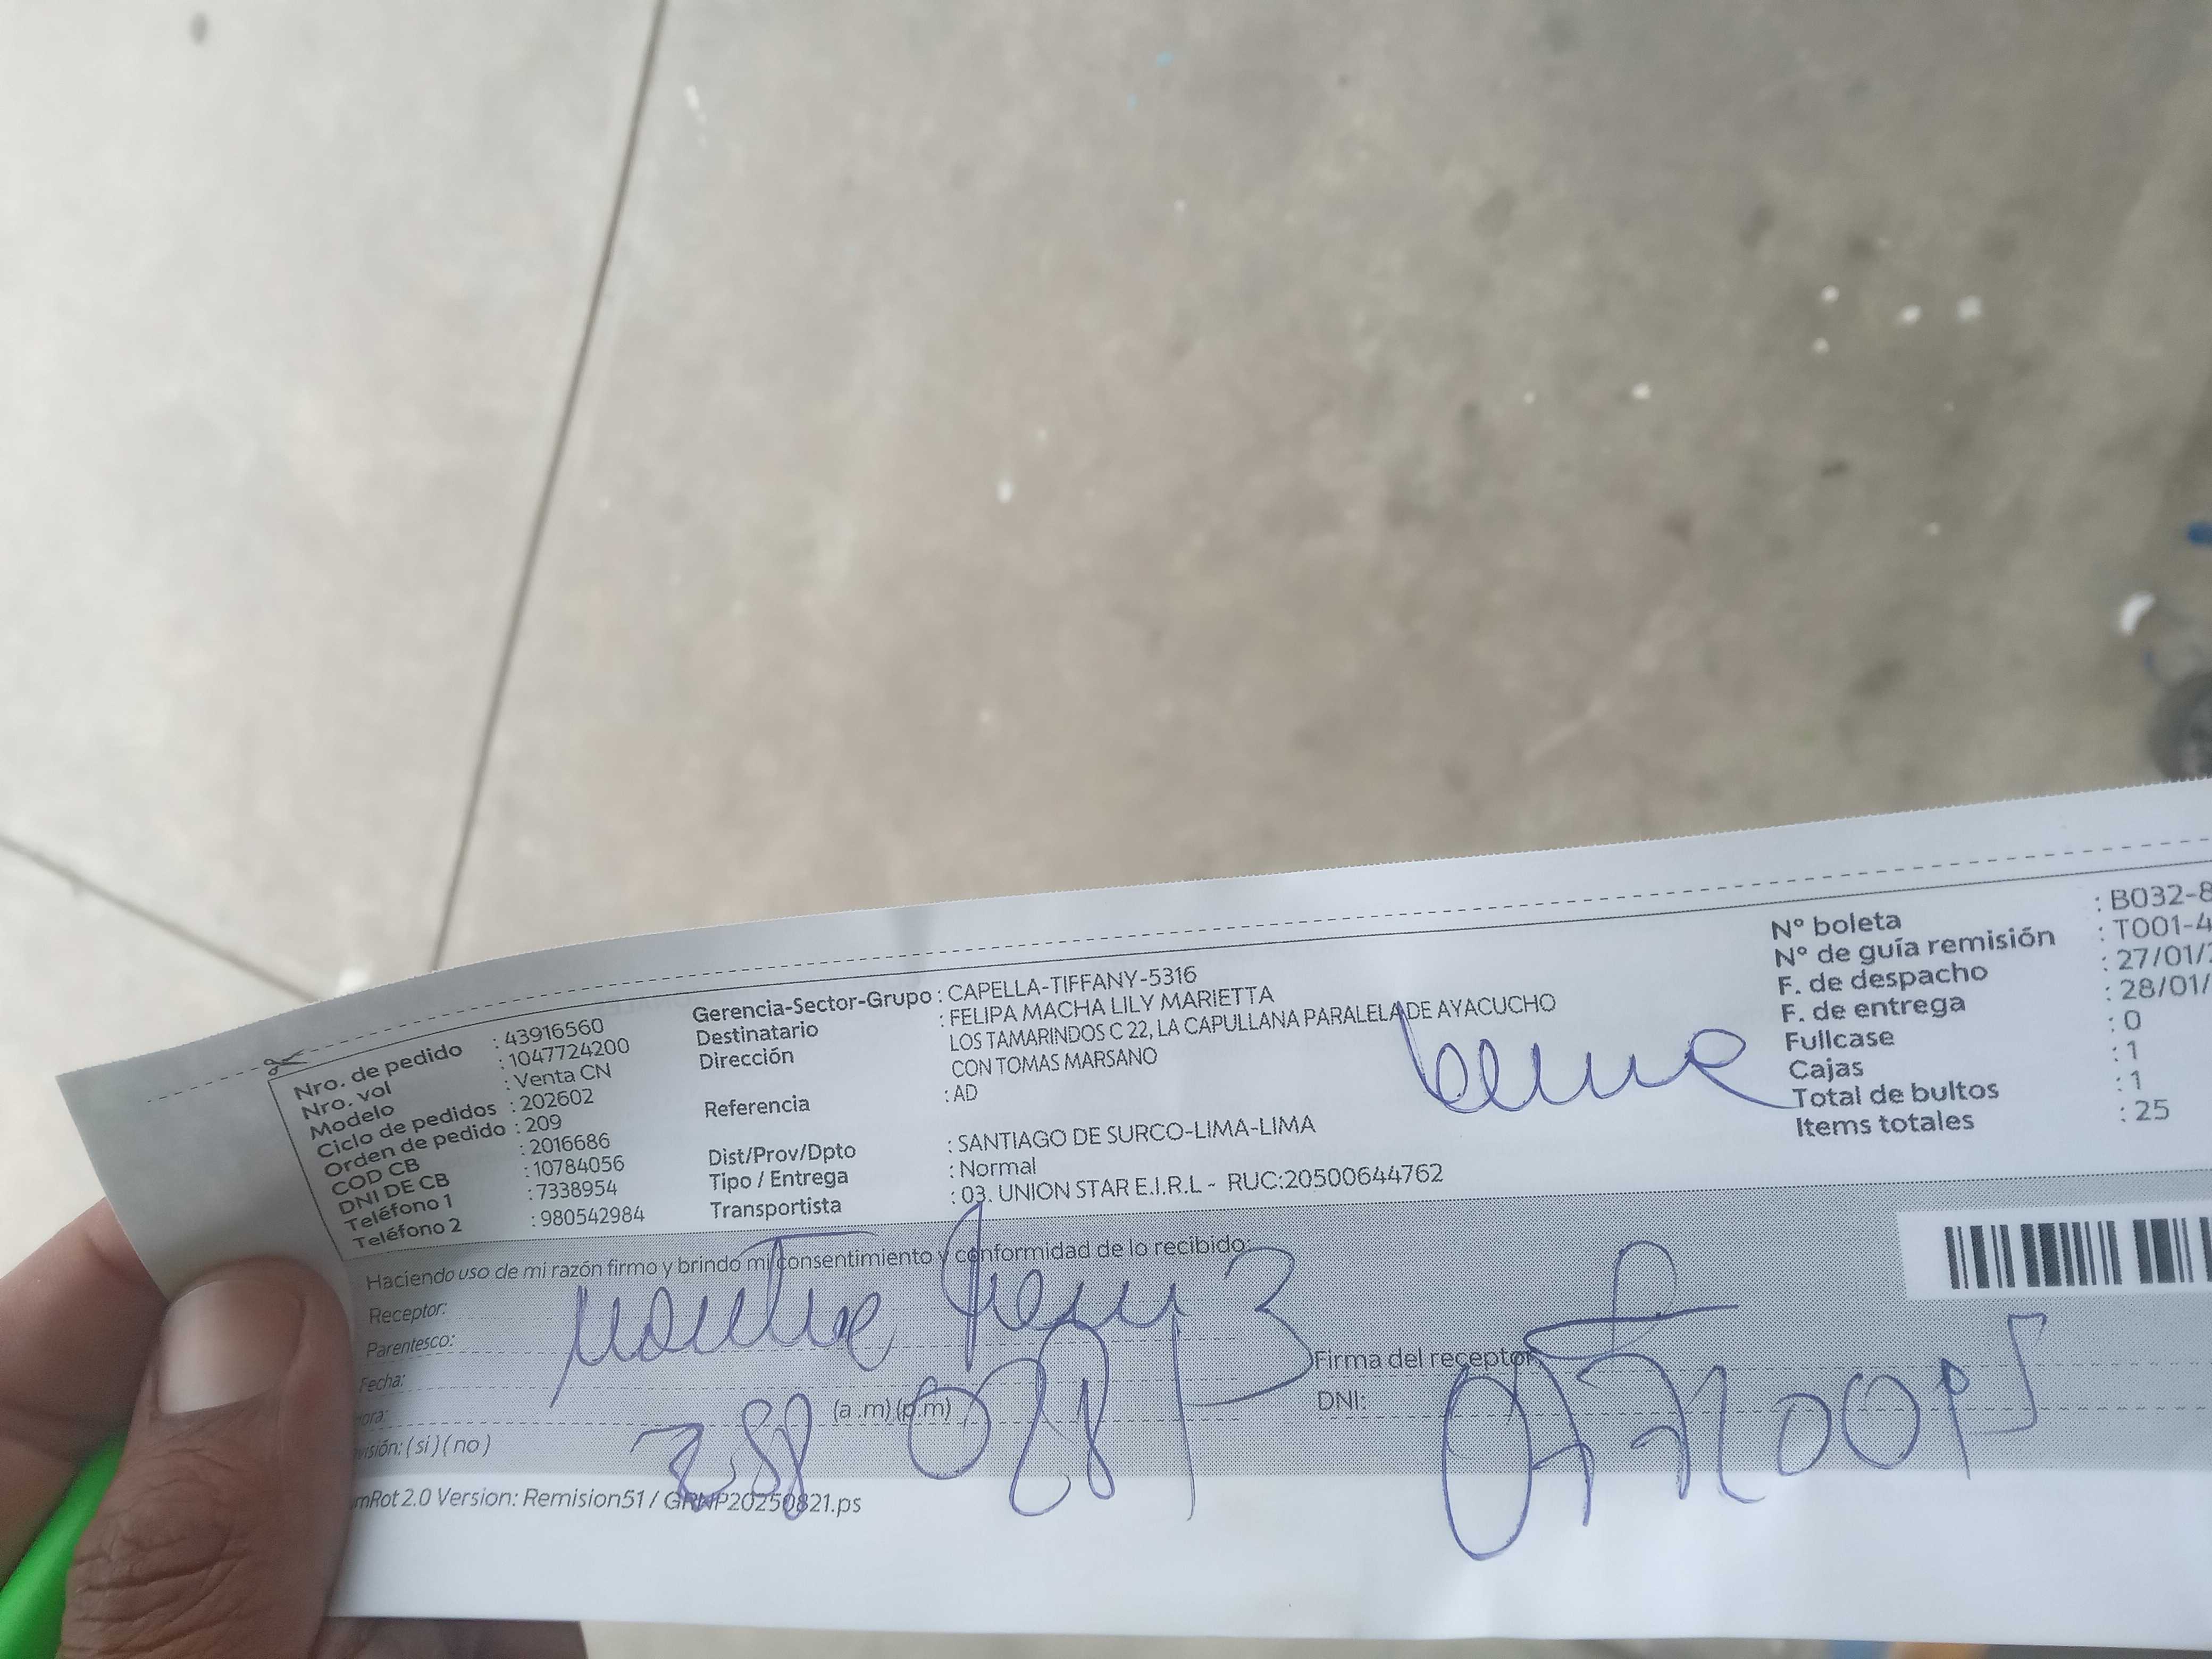 Nro. de pedido : 43916560
Nro. vol : 1047724200
Modelo : Venta CN
Ciclo de pedidos : 202602
Orden de pedido : 209
COD CB : 2016686
DNI DE CB : 10784056
Teléfono 1 : 7338954
Teléfono 2 : 980542984
Gerencia-Sector-Grupo : CAPELLA-TIFFANY-5316
Destinatario : FELIPA MACHA LILY MARIETTA
Dirección : LOS TAMARINDOS C 22, LA CAPULLANA PARALELA DE AYACUCHO
CON TOMAS MARSANO
Referencia : AD
Dist/Prov/Dpto : SANTIAGO DE SURCO-LIMA-LIMA
Tipo / Entrega : Normal
Transportista : 03. UNION STAR E.I.R.L - RUC:20500644762
Nº boleta : B032-8
Nº de guía remisión : T001-4
F. de despacho : 27/01/
F. de entrega : 28/01/
Fullcase : 0
Cajas : 1
Total de bultos : 1
Items totales : 25
Haciendo uso de mi razón firmo y brindo mi consentimiento y conformidad de lo recibido:
Receptor:
Parentesco:
Fecha:
Hora: (a .m) (p.m)
visión: ( si ) ( no )
Firma del receptor:
DNI:
mRot 2.0 Version: Remision51 / GRNP20250821.ps